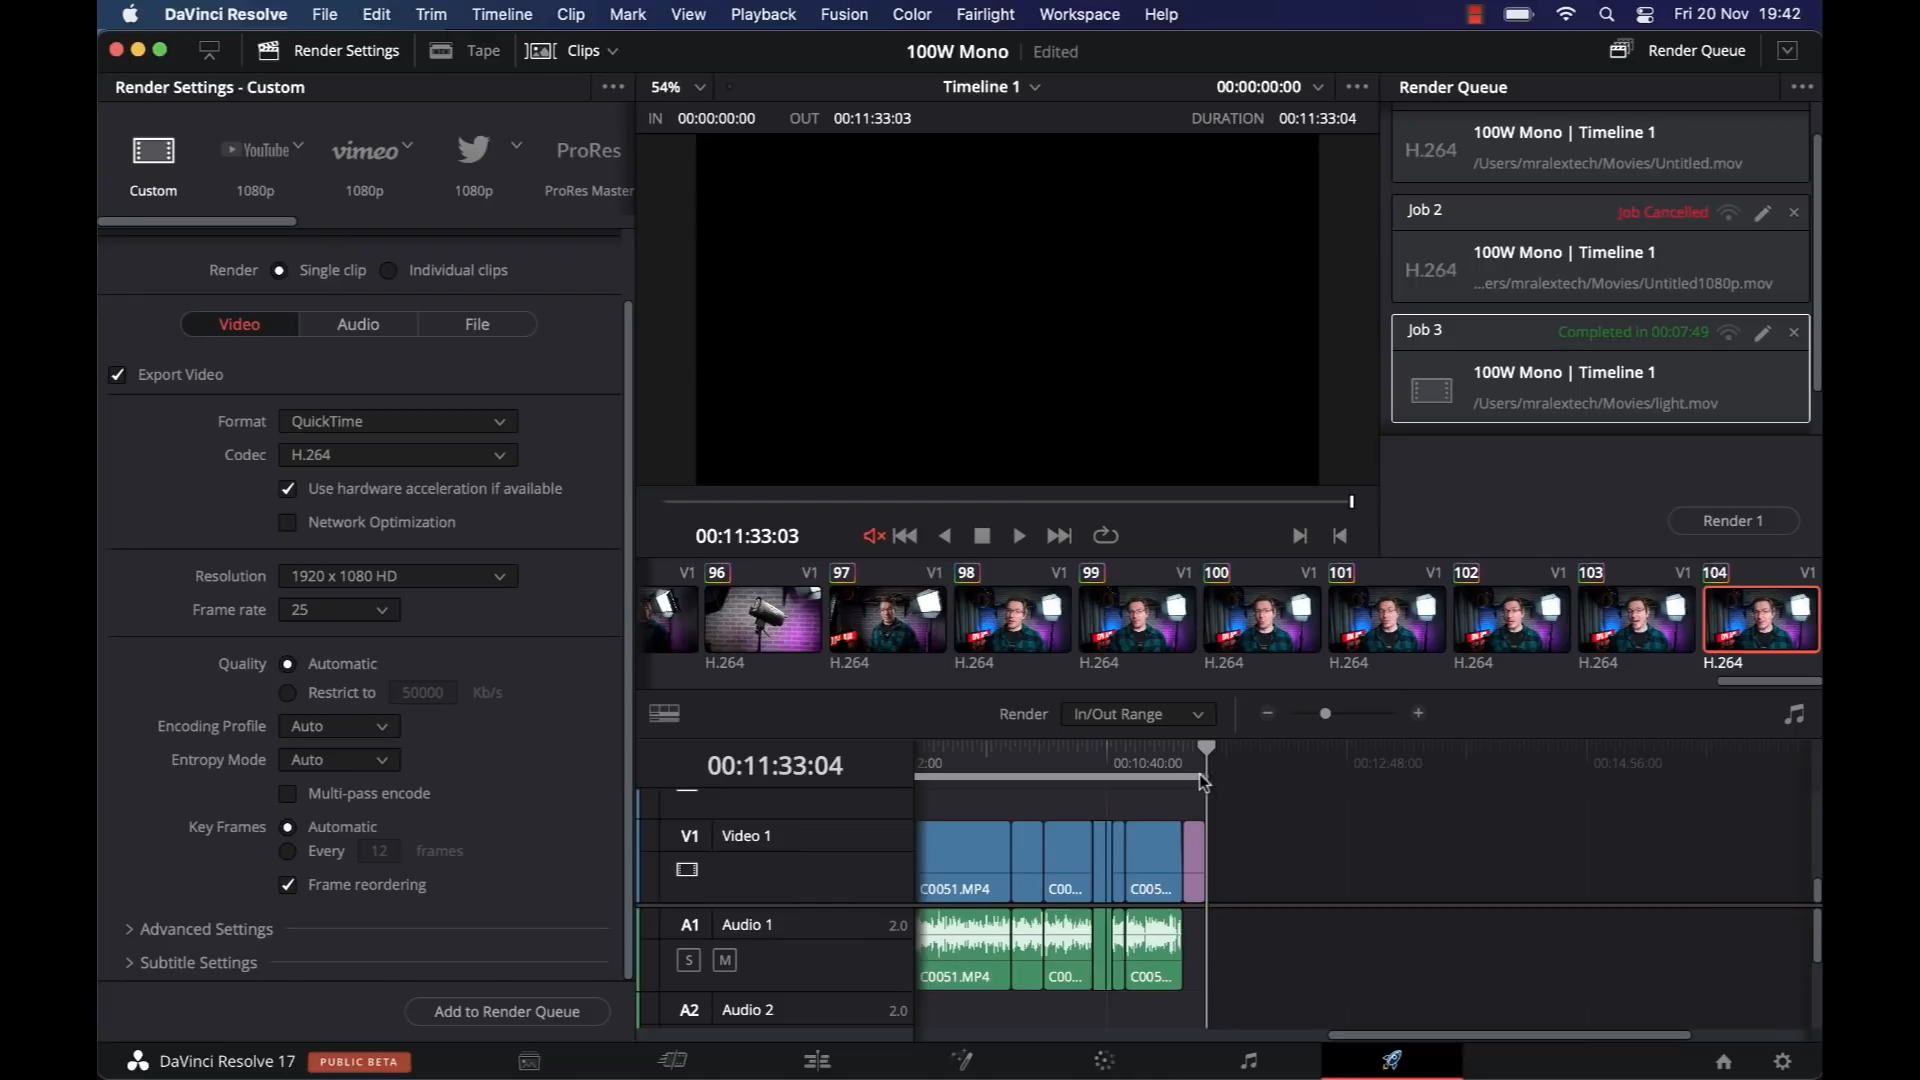 DaVinci Resolve File Edit Trim Timeline Clip Mark View Playback Fusion Color Fairlight Workspace Help Fri 20 Nov 19:42
Render Settings Tape Clips 100W Mono Edited Render Queue
Render Settings - Custom 54% Timeline 1 00:00:00:00 Render Queue
IN 00:00:00:00 OUT 00:11:33:03 DURATION 00:11:33:04
YouTube vimeo ProRes
Custom 1080p 1080p 1080p ProRes Master
H.264 100W Mono | Timeline 1
/Users/mralextech/Movies/Untitled.mov
Job 2 Job Cancelled
H.264 100W Mono | Timeline 1
...ers/mralextech/Movies/Untitled1080p.mov
Job 3 Completed in 00:07:49
100W Mono | Timeline 1
/Users/mralextech/Movies/light.mov
Render 1
Render Single clip Individual clips
Video Audio File
Export Video
Format QuickTime
Codec H.264
Use hardware acceleration if available
Network Optimization
Resolution 1920 x 1080 HD
Frame rate 25
Quality Automatic
Restrict to 50000 Kb/s
Encoding Profile Auto
Entropy Mode Auto
Multi-pass encode
Key Frames Automatic
Every 12 frames
Frame reordering
Advanced Settings
Subtitle Settings
Add to Render Queue
00:11:33:03
V1 96 V1 97 V1 98 V1 99 V1 100 V1 101 V1 102 V1 103 V1 104 V1
H.264 H.264 H.264 H.264 H.264 H.264 H.264 H.264 H.264
Render In/Out Range
00:11:33:04 2:00 00:10:40:00 00:12:48:00 00:14:56:00
V1 Video 1
C0051.MP4 C00... C005...
A1 Audio 1 2.0
S M
C0051.MP4 C00... C005...
A2 Audio 2 2.0
DaVinci Resolve 17 PUBLIC BETA